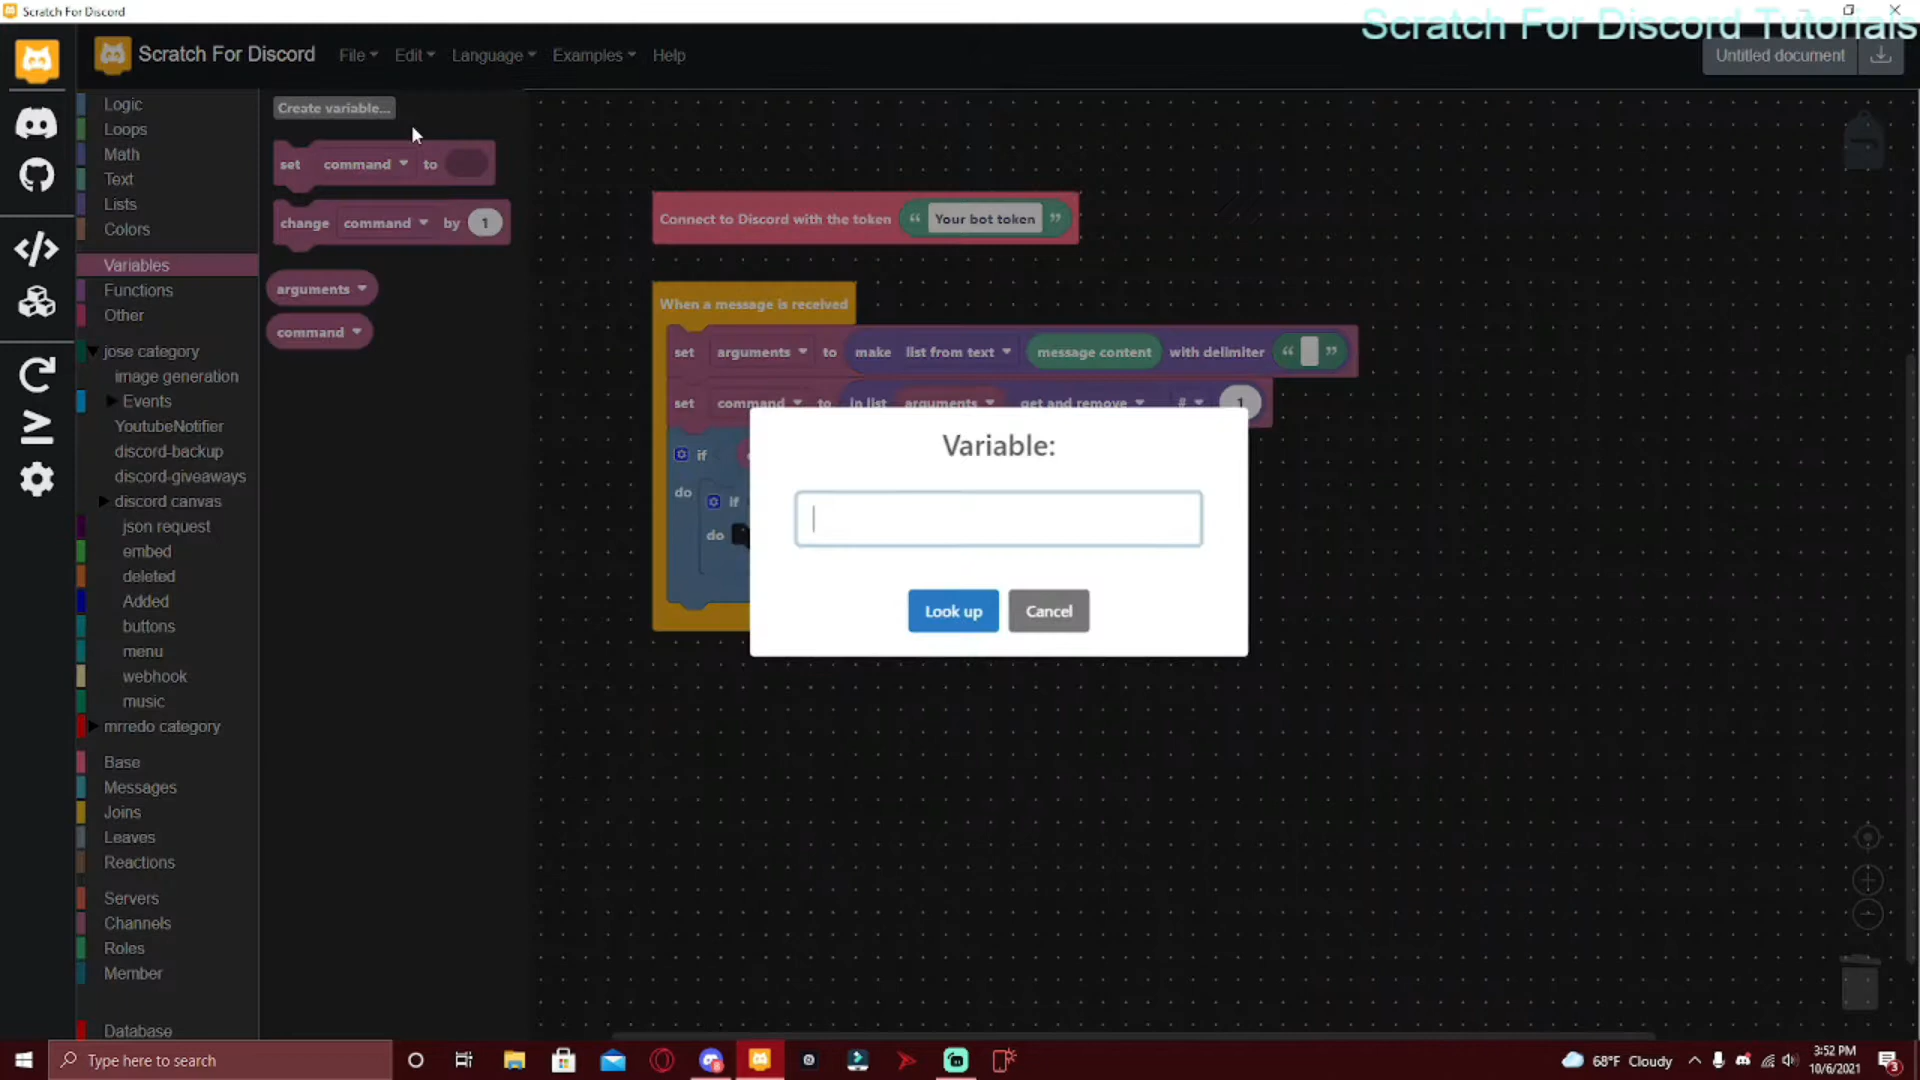 Scratch For Discord
Scratch For Discord Tutorials
Scratch For Discord File Edit Language Examples Help
Untitled document
Logic
Loops
Math
Text
Lists
Colors
Variables
Functions
Other
jose category
image generation
Events
YoutubeNotifier
discord-backup
discord-giveaways
discord canvas
json request
embed
deleted
Added
buttons
menu
webhook
music
mrredo category
Base
Messages
Joins
Leaves
Reactions
Servers
Channels
Roles
Member
Database
Create variable...
set command to
change command by 1
arguments
command
Connect to Discord with the token “ Your bot token ”
When a message is received
set arguments to make list from text message content with delimiter “ ”
set command to in list arguments get and remove # 1
if
do if
do
Variable:
Look up Cancel
Type here to search
68°F Cloudy
3:52 PM
10/6/2021
3